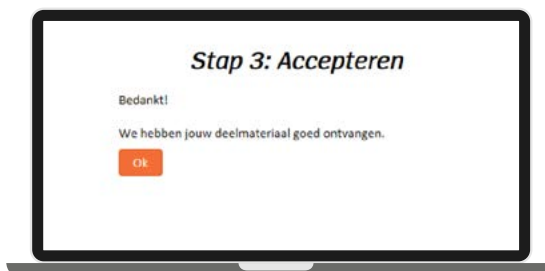 Stap 3: Accepteren
Bedankt!
We hebben jouw deelmateriaal goed ontvangen.
Ok